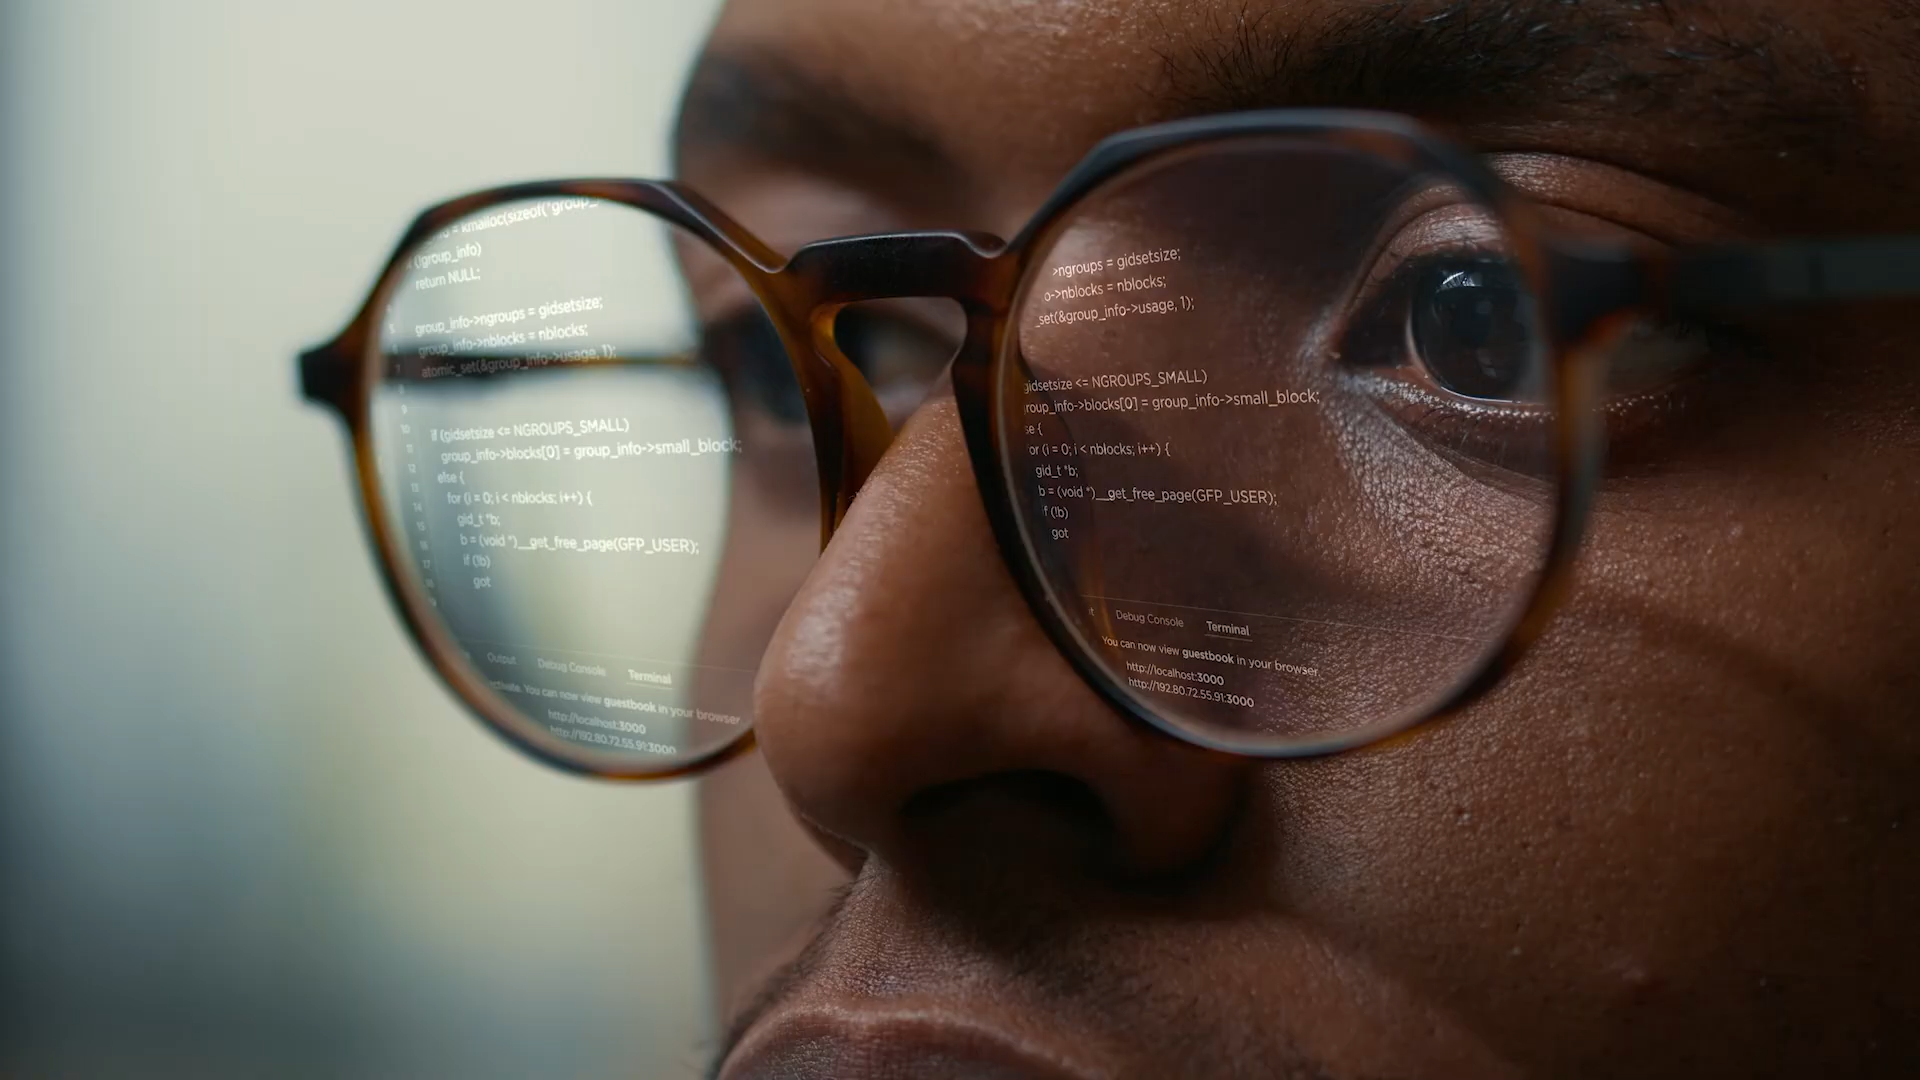 = kmalloc(sizeof(*group_
(!group_info)
return NULL;
group_info->ngroups = gidsetsize;
group_info->nblocks = nblocks;
atomic_set(&group_info->usage, 1);
if (gidsetsize <= NGROUPS_SMALL)
group_info->blocks[0] = group_info->small_block;
else {
for (i = 0; i < nblocks; i++) {
gid_t *b;
b = (void *)__get_free_page(GFP_USER);
if (!b)
got
Output Debug Console Terminal
You can now view guestbook in your browser
http://localhost:3000
http://192.80.72.55.91:3000
>ngroups = gidsetsize;
o->nblocks = nblocks;
_set(&group_info->usage, 1);
gidsetsize <= NGROUPS_SMALL)
roup_info->blocks[0] = group_info->small_block;
se {
or (i = 0; i < nblocks; i++) {
gid_t *b;
b = (void *)__get_free_page(GFP_USER);
if (!b)
got
Debug Console Terminal
You can now view guestbook in your browser
http://localhost:3000
http://192.80.72.55.91:3000